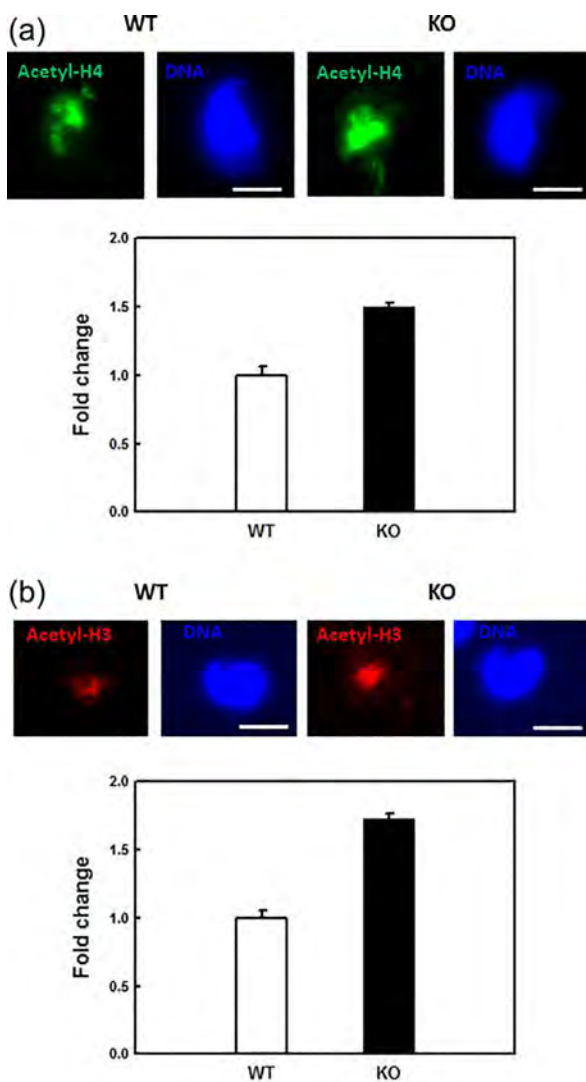 (a)
WT KO
Acetyl-H4 DNA Acetyl-H4 DNA
2.0
1.5
1.0
0.5
0.0
Fold change
WT KO
(b)
WT KO
Acetyl-H3 DNA Acetyl-H3 DNA
2.0
1.5
1.0
0.5
0.0
Fold change
WT KO